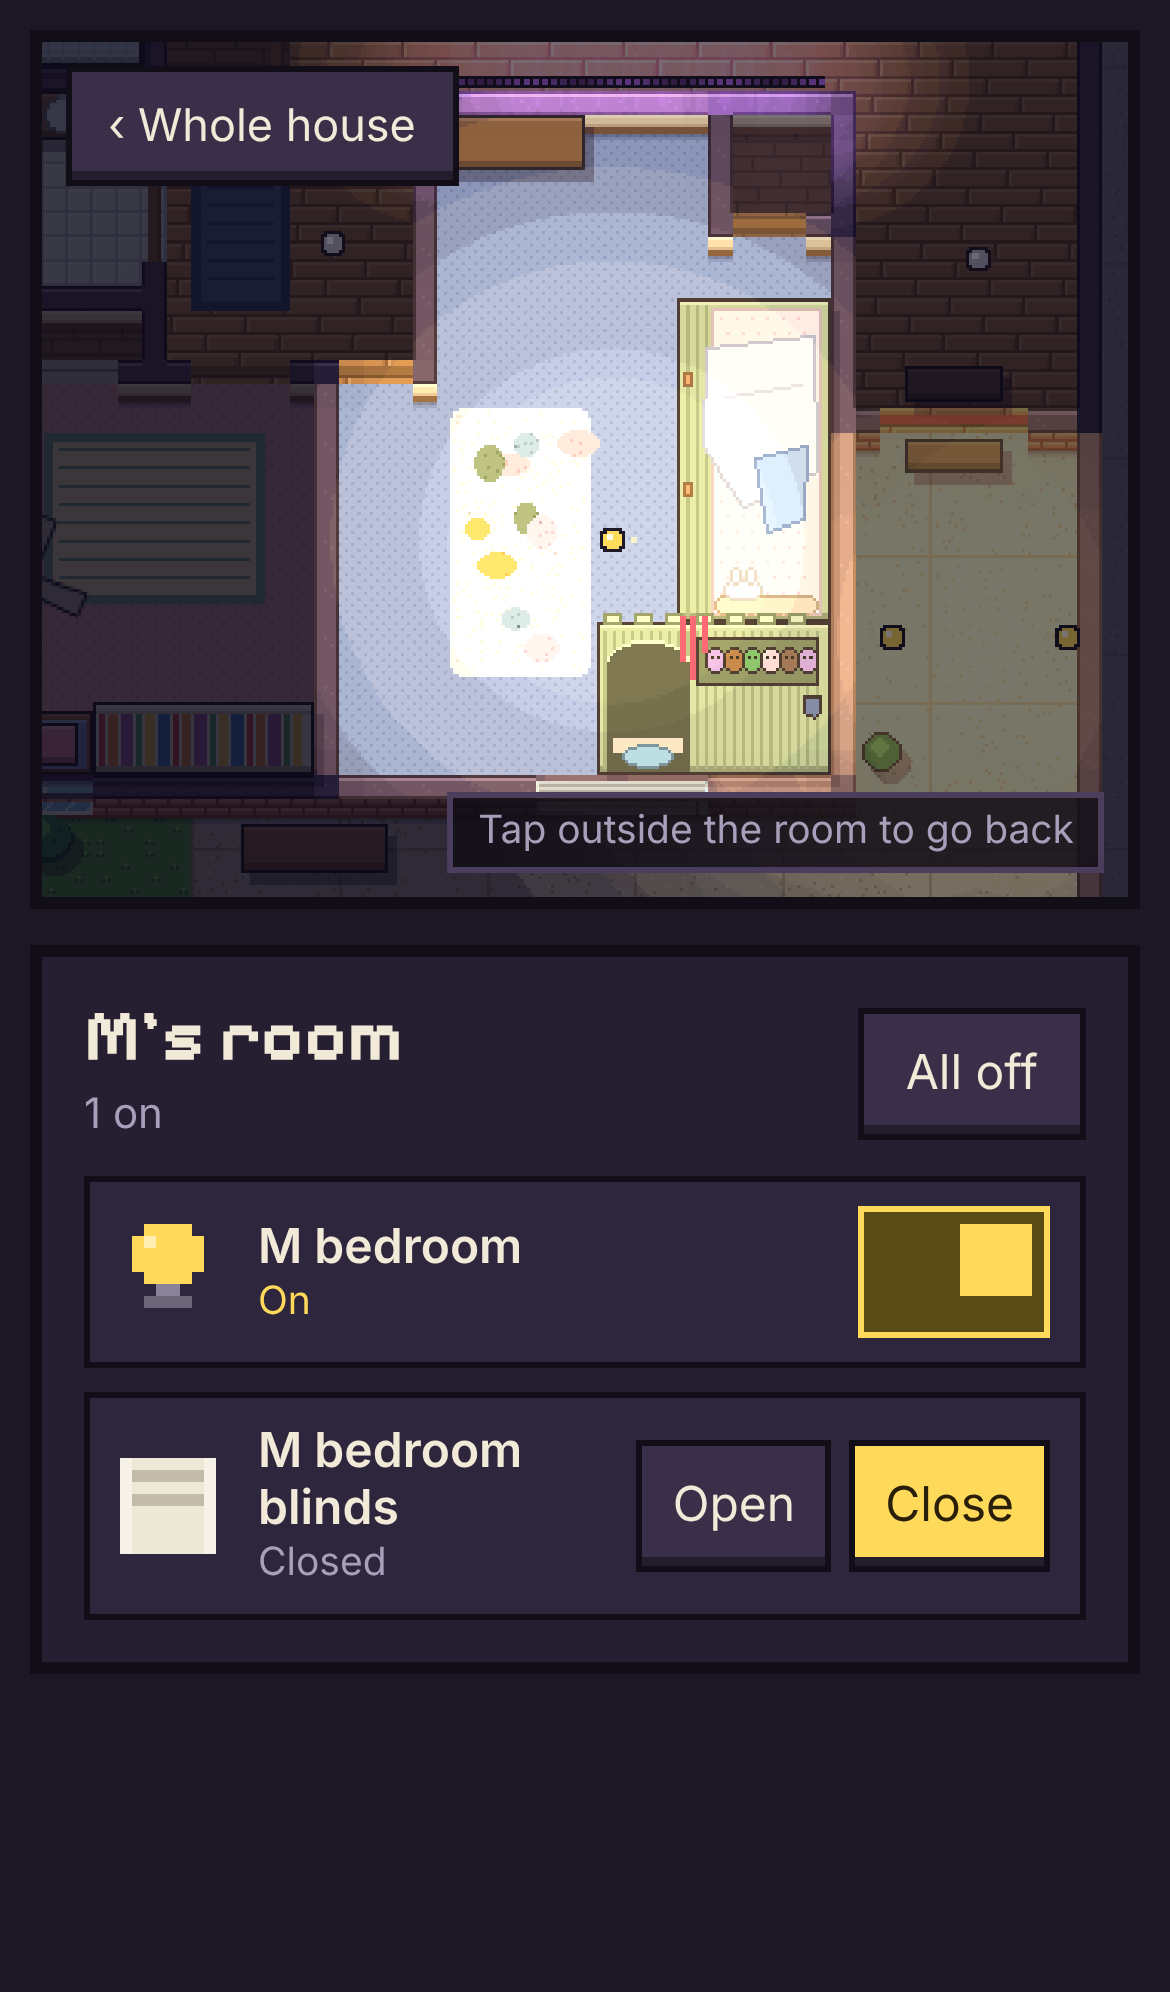 ‹ Whole house
Tap outside the room to go back
M's room
1 on
All off
M bedroom
On
M bedroom
blinds
Closed
Open
Close